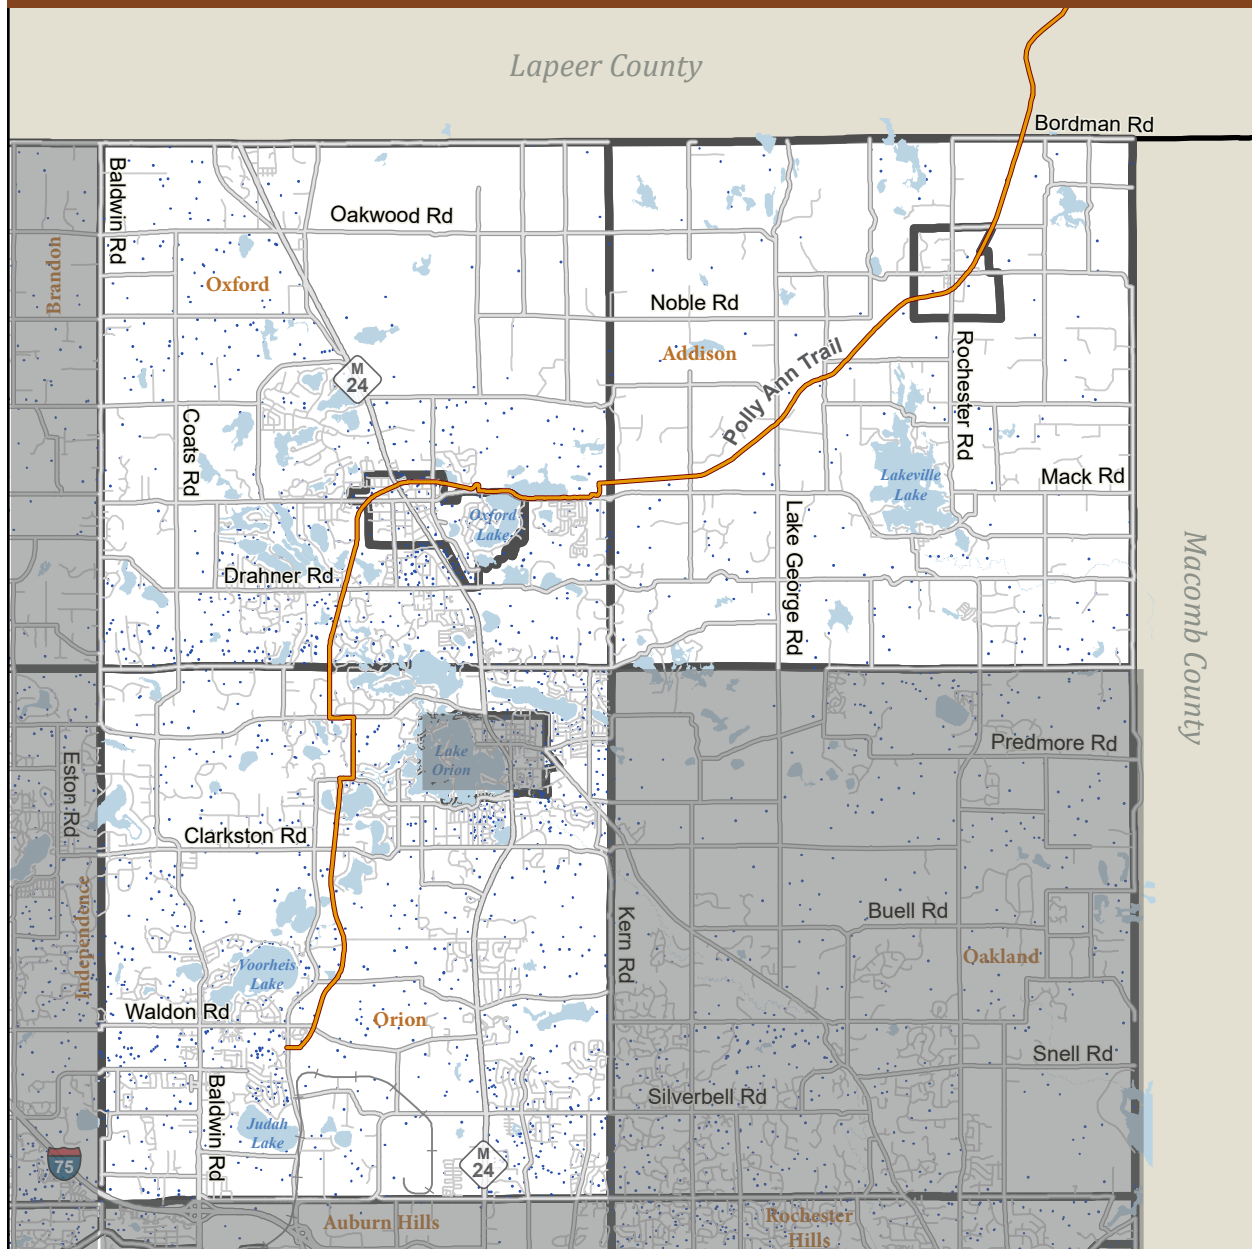 Lapeer County
Bordman Rd
Baldwin Rd
Oakwood Rd
Brandon
Oxford
Noble Rd
Addison
Rochester Rd
Polly Ann Trail
M
24
Coats Rd
Lakeville
Lake
Mack Rd
Oxford
Lake
Lake George Rd
Macomb County
Drahner Rd
Eston Rd
Lake
Orion
Predmore Rd
Clarkston Rd
Independence
Kern Rd
Buell Rd
Voorheis
Lake
Oakland
Waldon Rd
Orion
Snell Rd
Baldwin Rd
Silverbell Rd
Judah
Lake
75
M
24
Auburn Hills
Rochester
Hills